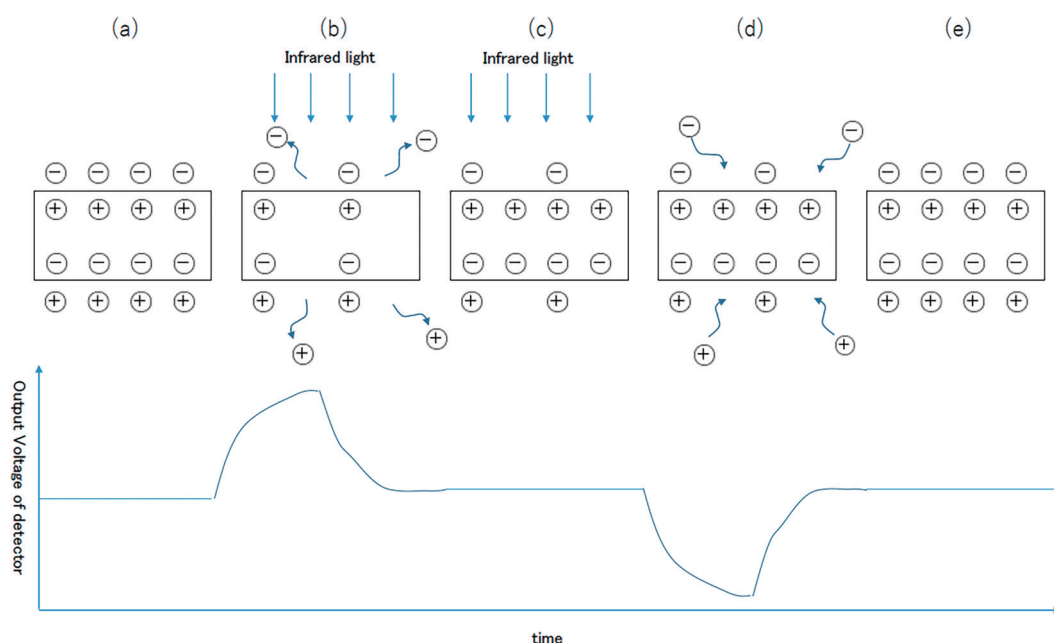 (a)
(b)
(c)
(d)
(e)
Infrared light
Infrared light
− − − −
− −
− −
− −
− −
− −
− − − −
+ + + +
+ +
+ + + +
+ + + +
+ + + +
− − − −
− −
− − − −
− − − −
− − − −
+ + + +
+ +
+ +
+ +
+ + + +
+ +
+ +
Output Voltage of detector
time